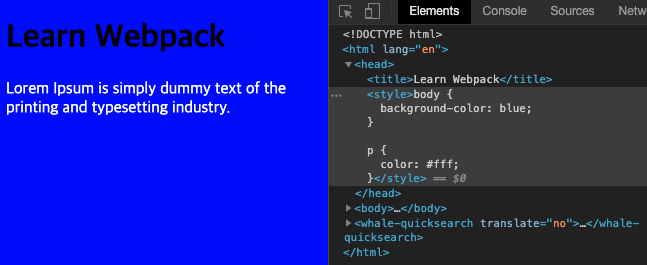 Learn Webpack
Lorem Ipsum is simply dummy text of the
printing and typesetting industry.
Elements Console Sources Netw
<!DOCTYPE html>
<html lang="en">
<head>
<title>Learn Webpack</title>
<style>body {
background-color: blue;
}
p {
color: #fff;
}</style> == $0
</head>
<body>…</body>
<whale-quicksearch translate="no">…</whale-
quicksearch>
</html>